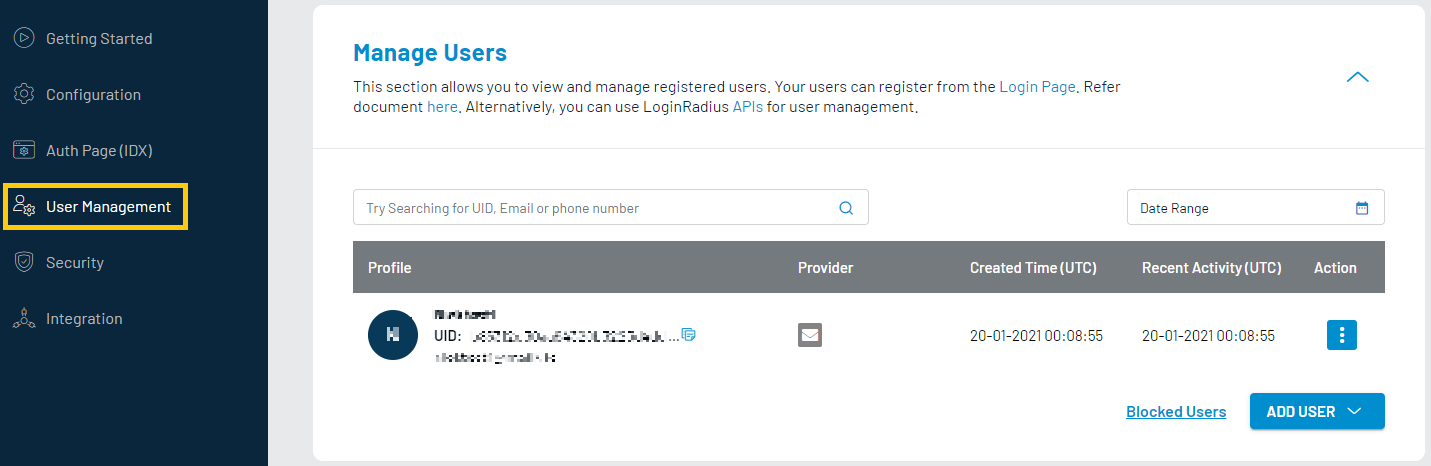 Getting Started
Configuration
Auth Page (IDX)
User Management
Security
Integration
Manage Users
This section allows you to view and manage registered users. Your users can register from the Login Page. Refer
document here. Alternatively, you can use LoginRadius APIs for user management.
Try Searching for UID, Email or phone number
Date Range
Profile Provider Created Time (UTC) Recent Activity (UTC) Action
UID: ...
20-01-2021 00:08:55 20-01-2021 00:08:55
Blocked Users ADD USER